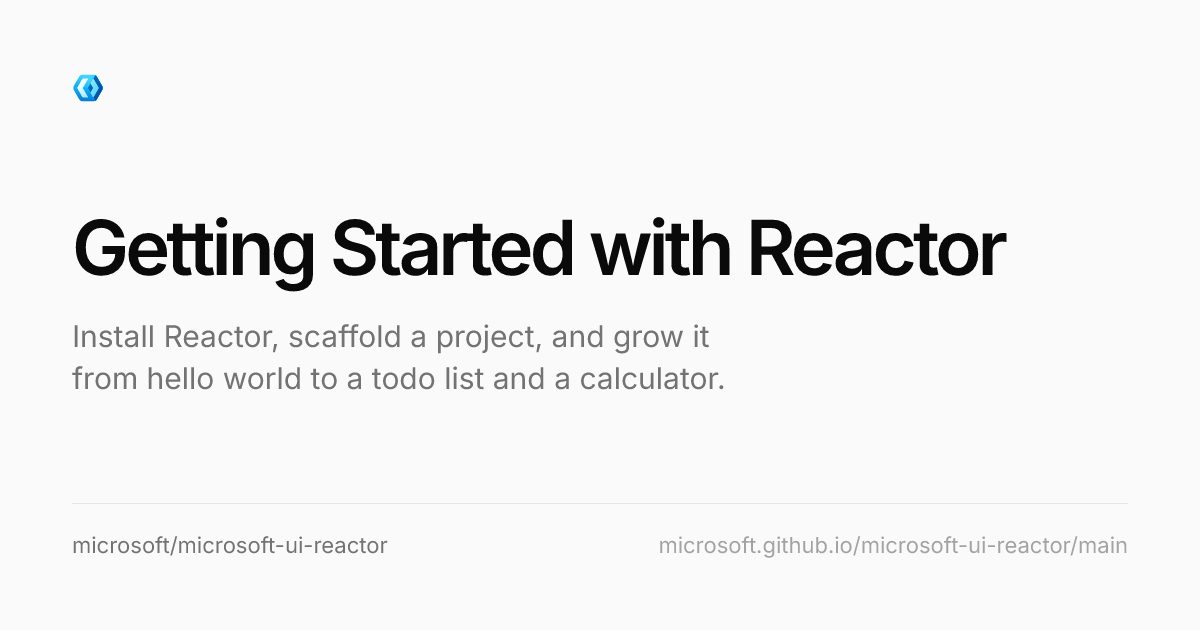 Getting Started with Reactor
Install Reactor, scaffold a project, and grow it
from hello world to a todo list and a calculator.
microsoft/microsoft-ui-reactor
microsoft.github.io/microsoft-ui-reactor/main